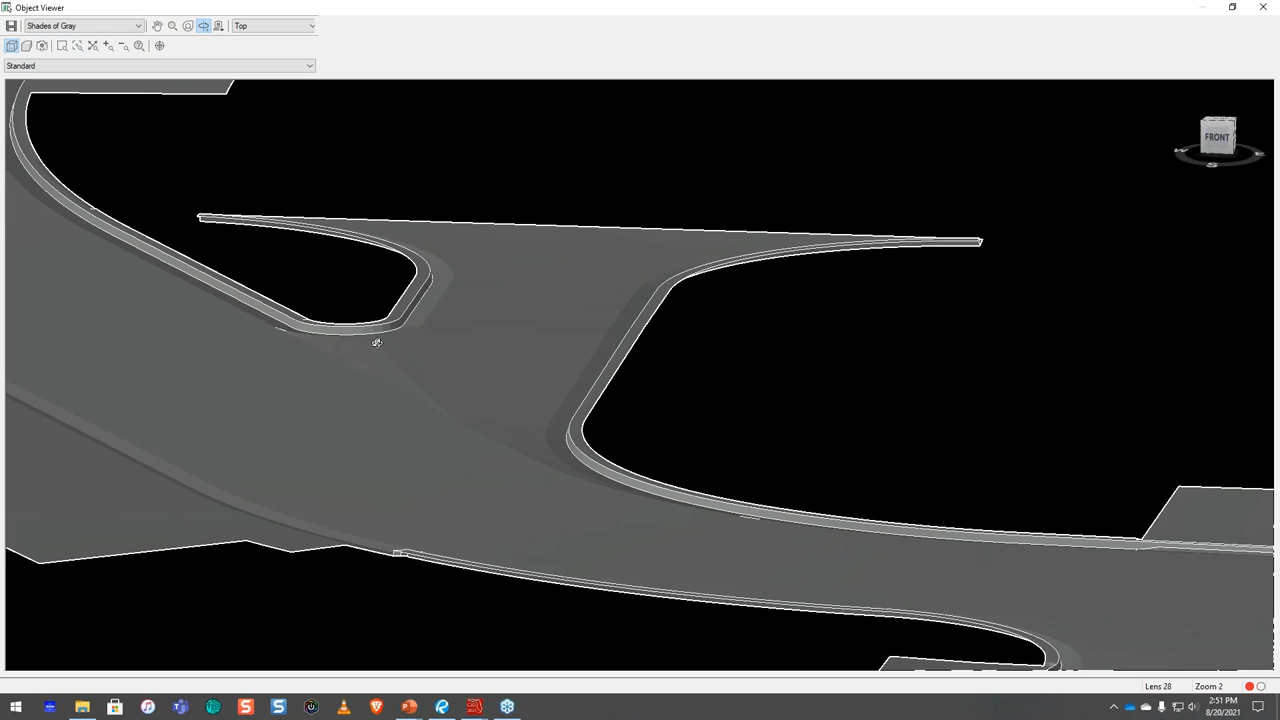 Object Viewer
Shades of Gray
Top
Standard
FRONT
W
S
E
Lens 28
Zoom 2
2:51 PM
8/20/2021